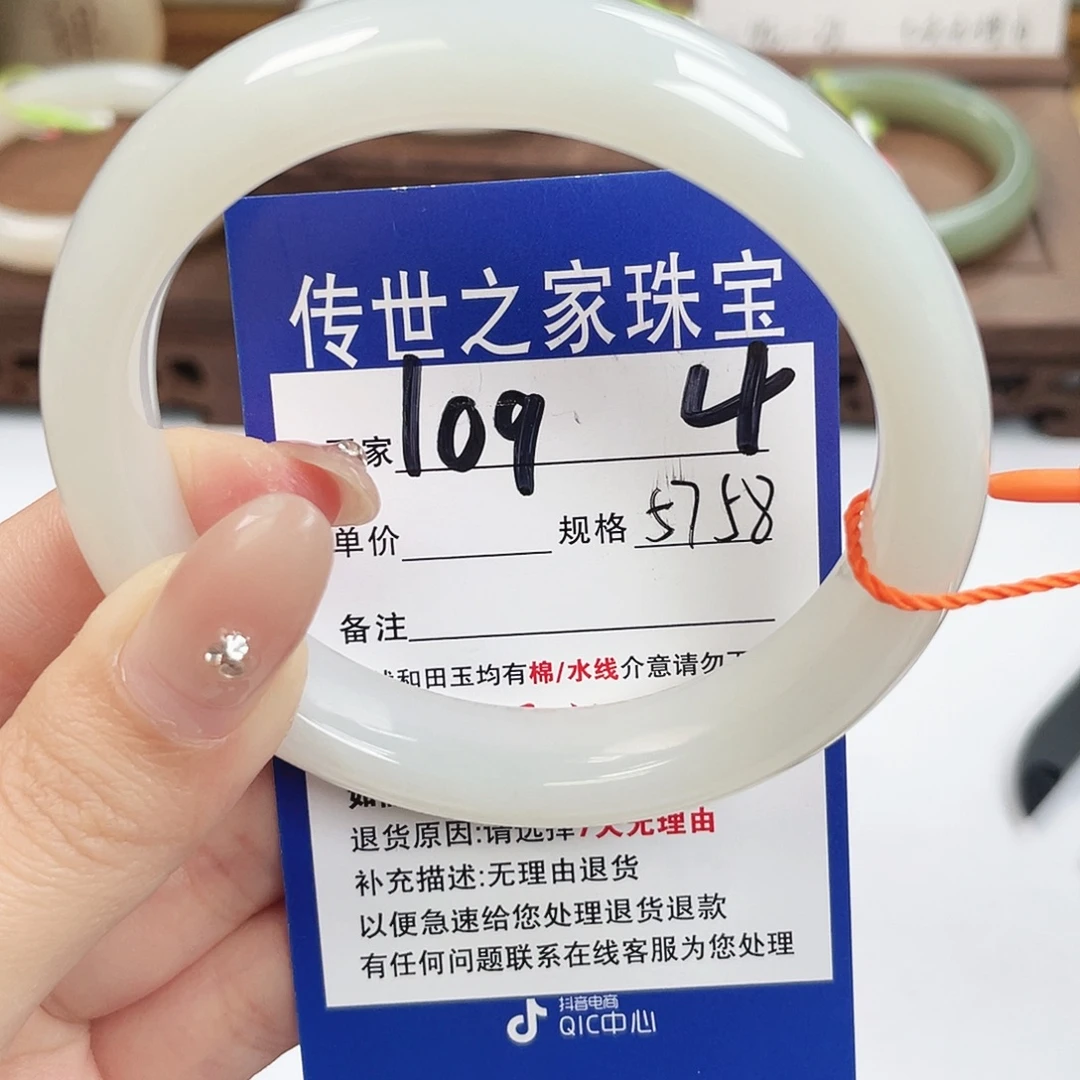 传世之家珠宝
家 109 4
单价 规格 5758
备注
和田玉均有棉/水线介意请勿
退货原因:请选择7天无理由
补充描述:无理由退货
以便急速给您处理退货退款
有任何问题联系在线客服为您处理
抖音电商
QIC中心